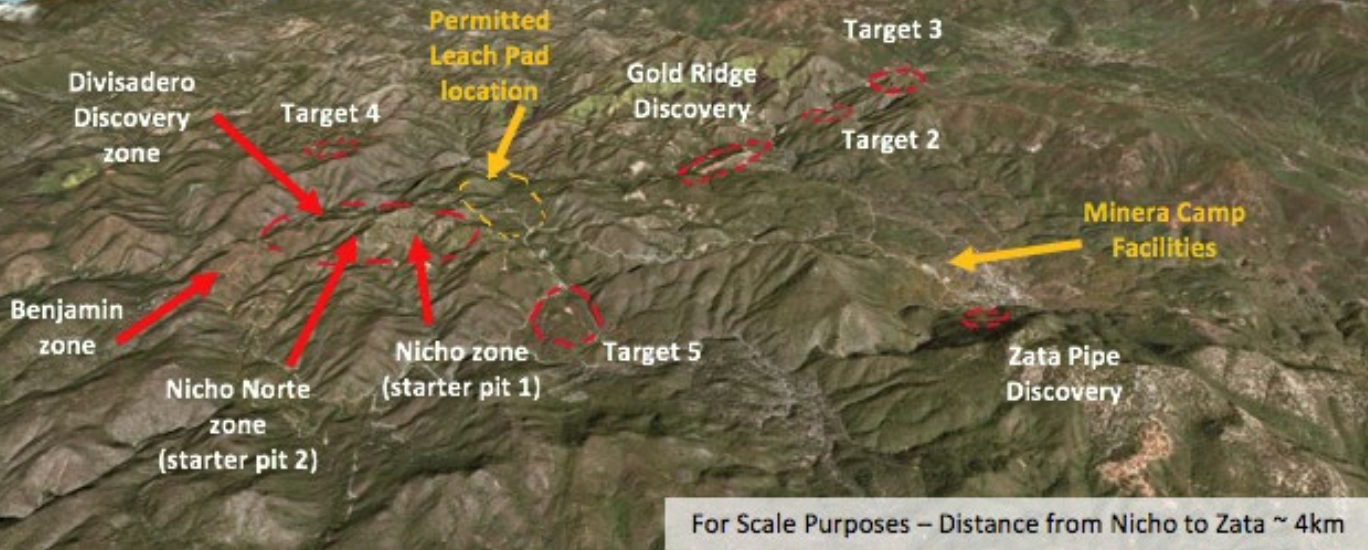 Permitted
Leach Pad
location
Target 3
Divisadero
Discovery
zone
Target 4
Gold Ridge
Discovery
Target 2
Minera Camp
Facilities
Benjamin
zone
Nicho Norte
zone
(starter pit 2)
Nicho zone
(starter pit 1)
Target 5
Zata Pipe
Discovery
For Scale Purposes – Distance from Nicho to Zata ~ 4km